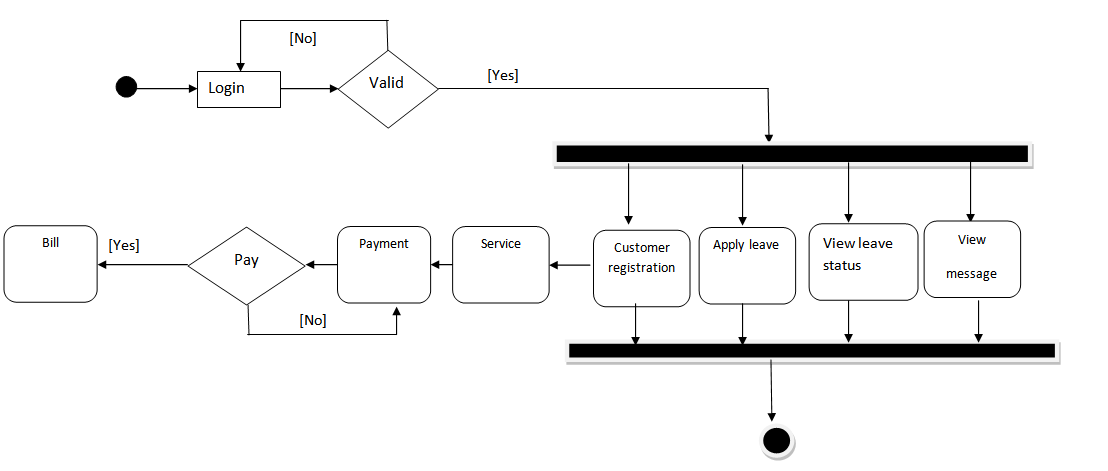 [No]
Login
Valid
[Yes]
Bill
[Yes]
Pay
[No]
Payment
Service
Customer
registration
Apply leave
View leave
status
View
message